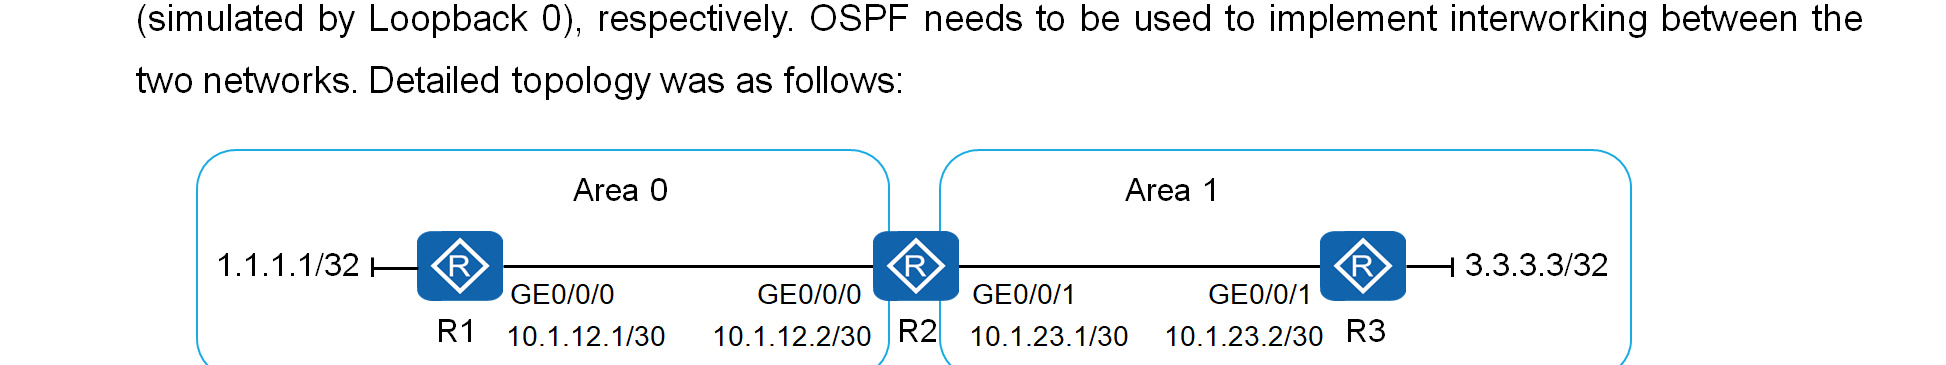 (simulated by Loopback 0), respectively. OSPF needs to be used to implement interworking between the
two networks. Detailed topology was as follows:
Area 0 Area 1
1.1.1.1/32 R R R 3.3.3.3/32
GE0/0/0 GE0/0/0 GE0/0/1 GE0/0/1
R1 10.1.12.1/30 10.1.12.2/30 R2 10.1.23.1/30 10.1.23.2/30 R3